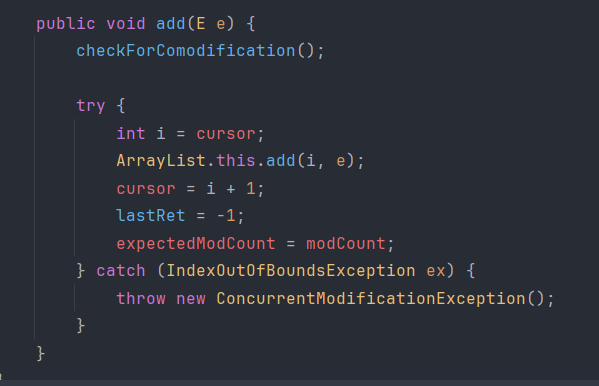 public void add(E e) {
checkForComodification();
try {
int i = cursor;
ArrayList.this.add(i, e);
cursor = i + 1;
lastRet = -1;
expectedModCount = modCount;
} catch (IndexOutOfBoundsException ex) {
throw new ConcurrentModificationException();
}
}